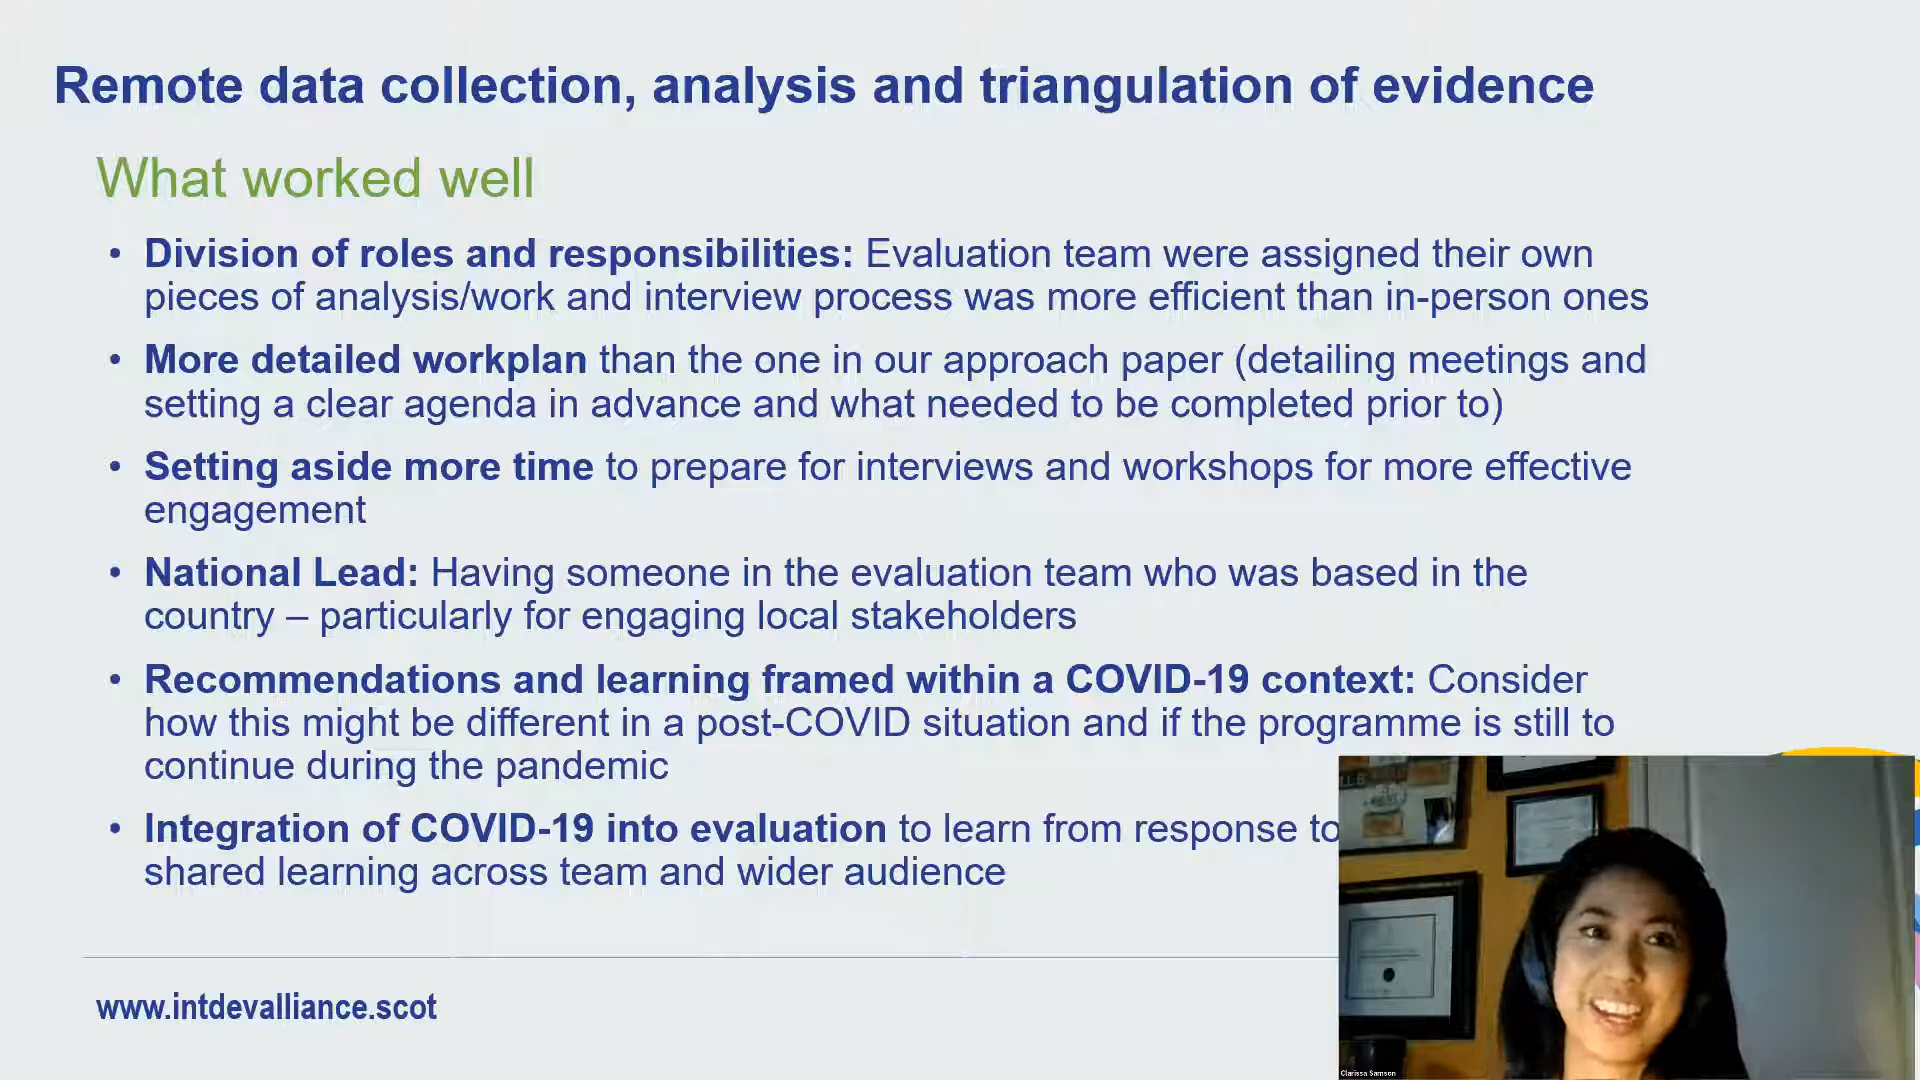 Remote data collection, analysis and triangulation of evidence
What worked well
• Division of roles and responsibilities: Evaluation team were assigned their own
pieces of analysis/work and interview process was more efficient than in-person ones
• More detailed workplan than the one in our approach paper (detailing meetings and
setting a clear agenda in advance and what needed to be completed prior to)
• Setting aside more time to prepare for interviews and workshops for more effective
engagement
• National Lead: Having someone in the evaluation team who was based in the
country – particularly for engaging local stakeholders
• Recommendations and learning framed within a COVID-19 context: Consider
how this might be different in a post-COVID situation and if the programme is still to
continue during the pandemic
• Integration of COVID-19 into evaluation to learn from response to
shared learning across team and wider audience
www.intdevalliance.scot
Clarissa Samson